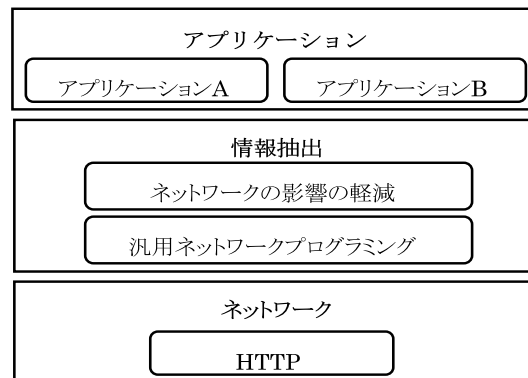 アプリケーション
アプリケーションA アプリケーションB
情報抽出
ネットワークの影響の軽減
汎用ネットワークプログラミング
ネットワーク
HTTP